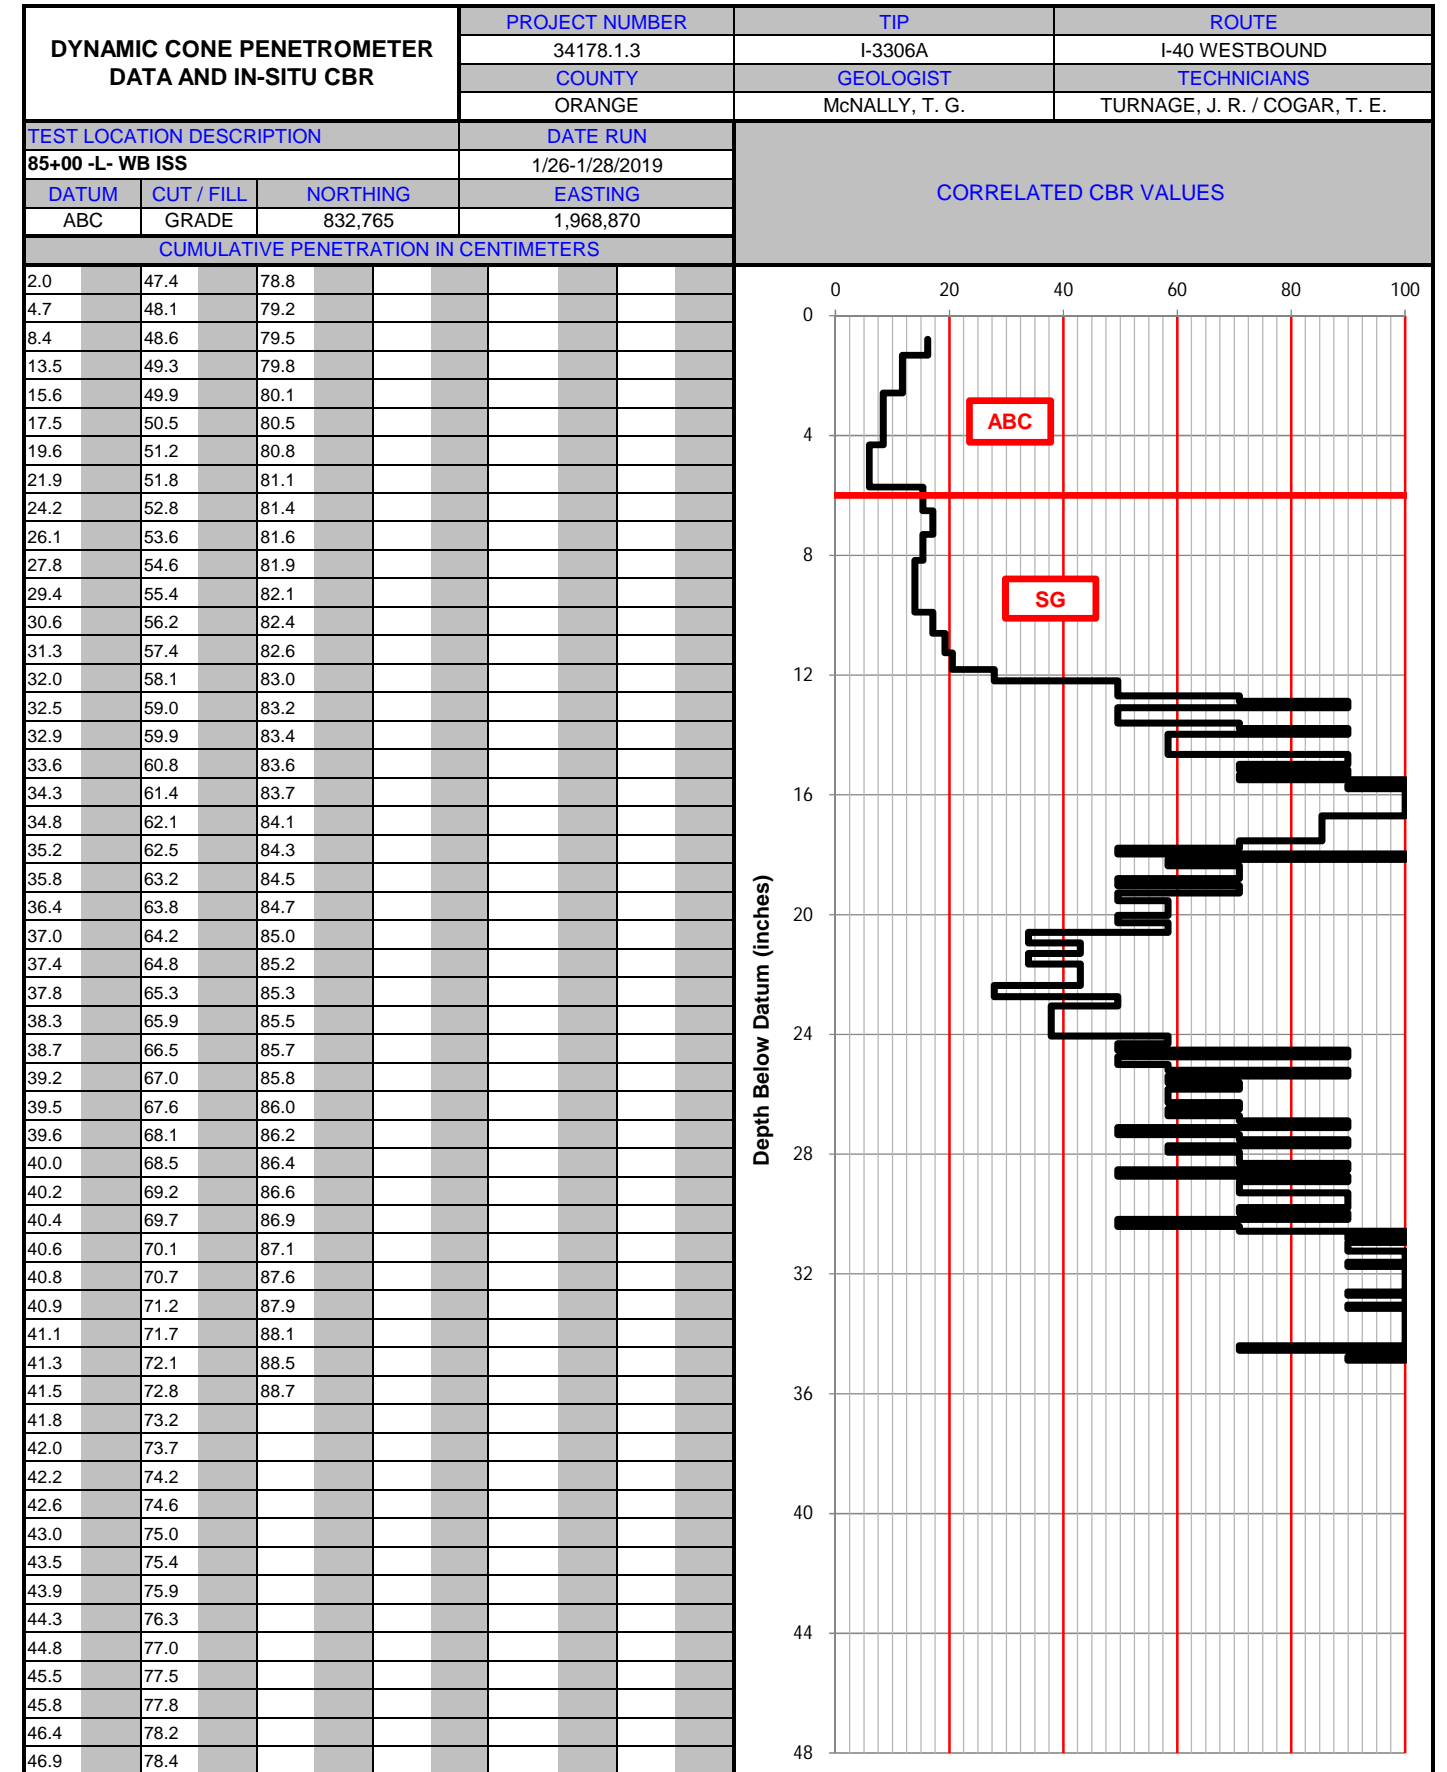 DYNAMIC CONE PENETROMETER
DATA AND IN-SITU CBR
PROJECT NUMBER TIP ROUTE
34178.1.3 I-3306A I-40 WESTBOUND
COUNTY GEOLOGIST TECHNICIANS
ORANGE McNALLY, T. G. TURNAGE, J. R. / COGAR, T. E.
TEST LOCATION DESCRIPTION DATE RUN
85+00 -L- WB ISS 1/26-1/28/2019
DATUM CUT / FILL NORTHING EASTING
ABC GRADE 832,765 1,968,870
CUMULATIVE PENETRATION IN CENTIMETERS
CORRELATED CBR VALUES
2.0 47.4 78.8
4.7 48.1 79.2
8.4 48.6 79.5
13.5 49.3 79.8
15.6 49.9 80.1
17.5 50.5 80.5
19.6 51.2 80.8
21.9 51.8 81.1
24.2 52.8 81.4
26.1 53.6 81.6
27.8 54.6 81.9
29.4 55.4 82.1
30.6 56.2 82.4
31.3 57.4 82.6
32.0 58.1 83.0
32.5 59.0 83.2
32.9 59.9 83.4
33.6 60.8 83.6
34.3 61.4 83.7
34.8 62.1 84.1
35.2 62.5 84.3
35.8 63.2 84.5
36.4 63.8 84.7
37.0 64.2 85.0
37.4 64.8 85.2
37.8 65.3 85.3
38.3 65.9 85.5
38.7 66.5 85.7
39.2 67.0 85.8
39.5 67.6 86.0
39.6 68.1 86.2
40.0 68.5 86.4
40.2 69.2 86.6
40.4 69.7 86.9
40.6 70.1 87.1
40.8 70.7 87.6
40.9 71.2 87.9
41.1 71.7 88.1
41.3 72.1 88.5
41.5 72.8 88.7
41.8 73.2
42.0 73.7
42.2 74.2
42.6 74.6
43.0 75.0
43.5 75.4
43.9 75.9
44.3 76.3
44.8 77.0
45.5 77.5
45.8 77.8
46.4 78.2
46.9 78.4
0 20 40 60 80 100
0
4
8
12
16
20
24
28
32
36
40
44
48
Depth Below Datum (inches)
ABC
SG